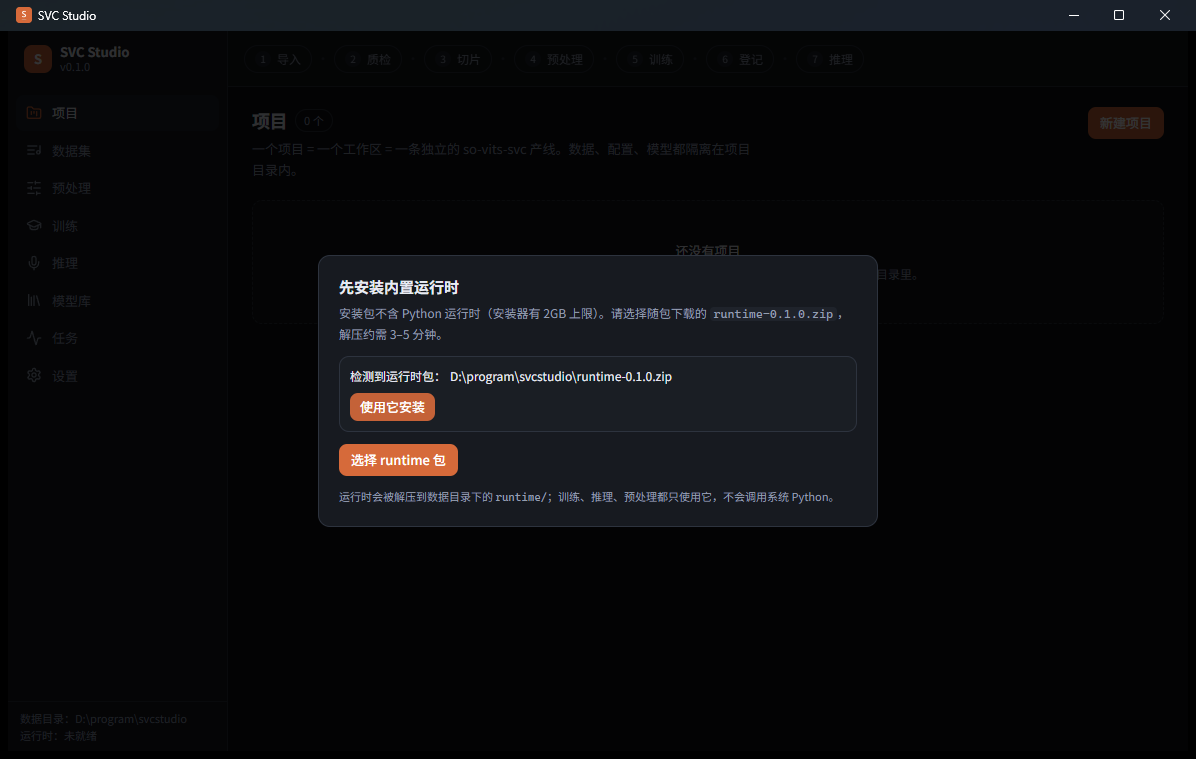 S SVC Studio
S SVC Studio
v0.1.0
1 导入 2 质检 3 切片 4 预处理 5 训练 6 登记 7 推理
项目
数据集
预处理
训练
推理
模型库
任务
设置
数据目录：D:\program\svcstudio
运行时：未就绪
项目 0 个
新建项目
一个项目 = 一个工作区 = 一条独立的 so-vits-svc 产线。数据、配置、模型都隔离在项目
目录内。
还没有项目
目录里。
先安装内置运行时
安装包不含 Python 运行时（安装器有 2GB 上限）。请选择随包下载的 runtime-0.1.0.zip，
解压约需 3–5 分钟。
检测到运行时包： D:\program\svcstudio\runtime-0.1.0.zip
使用它安装
选择 runtime 包
运行时会被解压到数据目录下的 runtime/；训练、推理、预处理都只使用它，不会调用系统 Python。